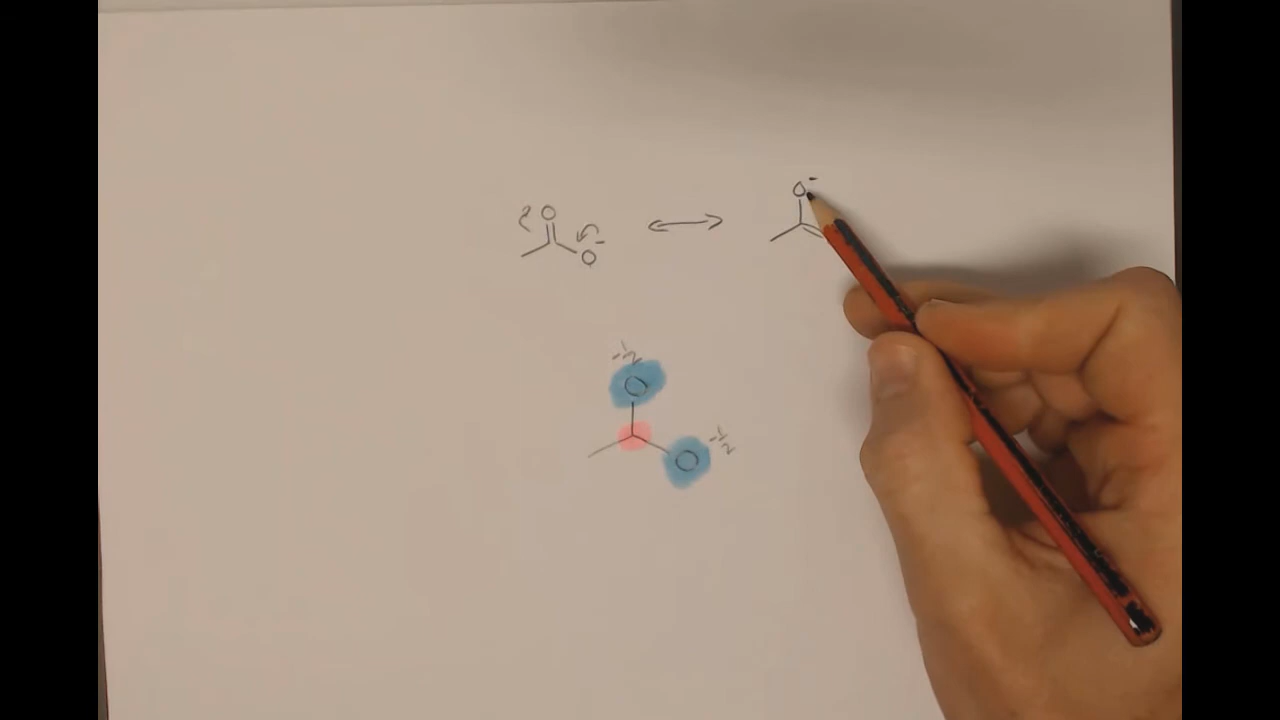 O O⁻
O⁻
-1/2
O
O -1/2